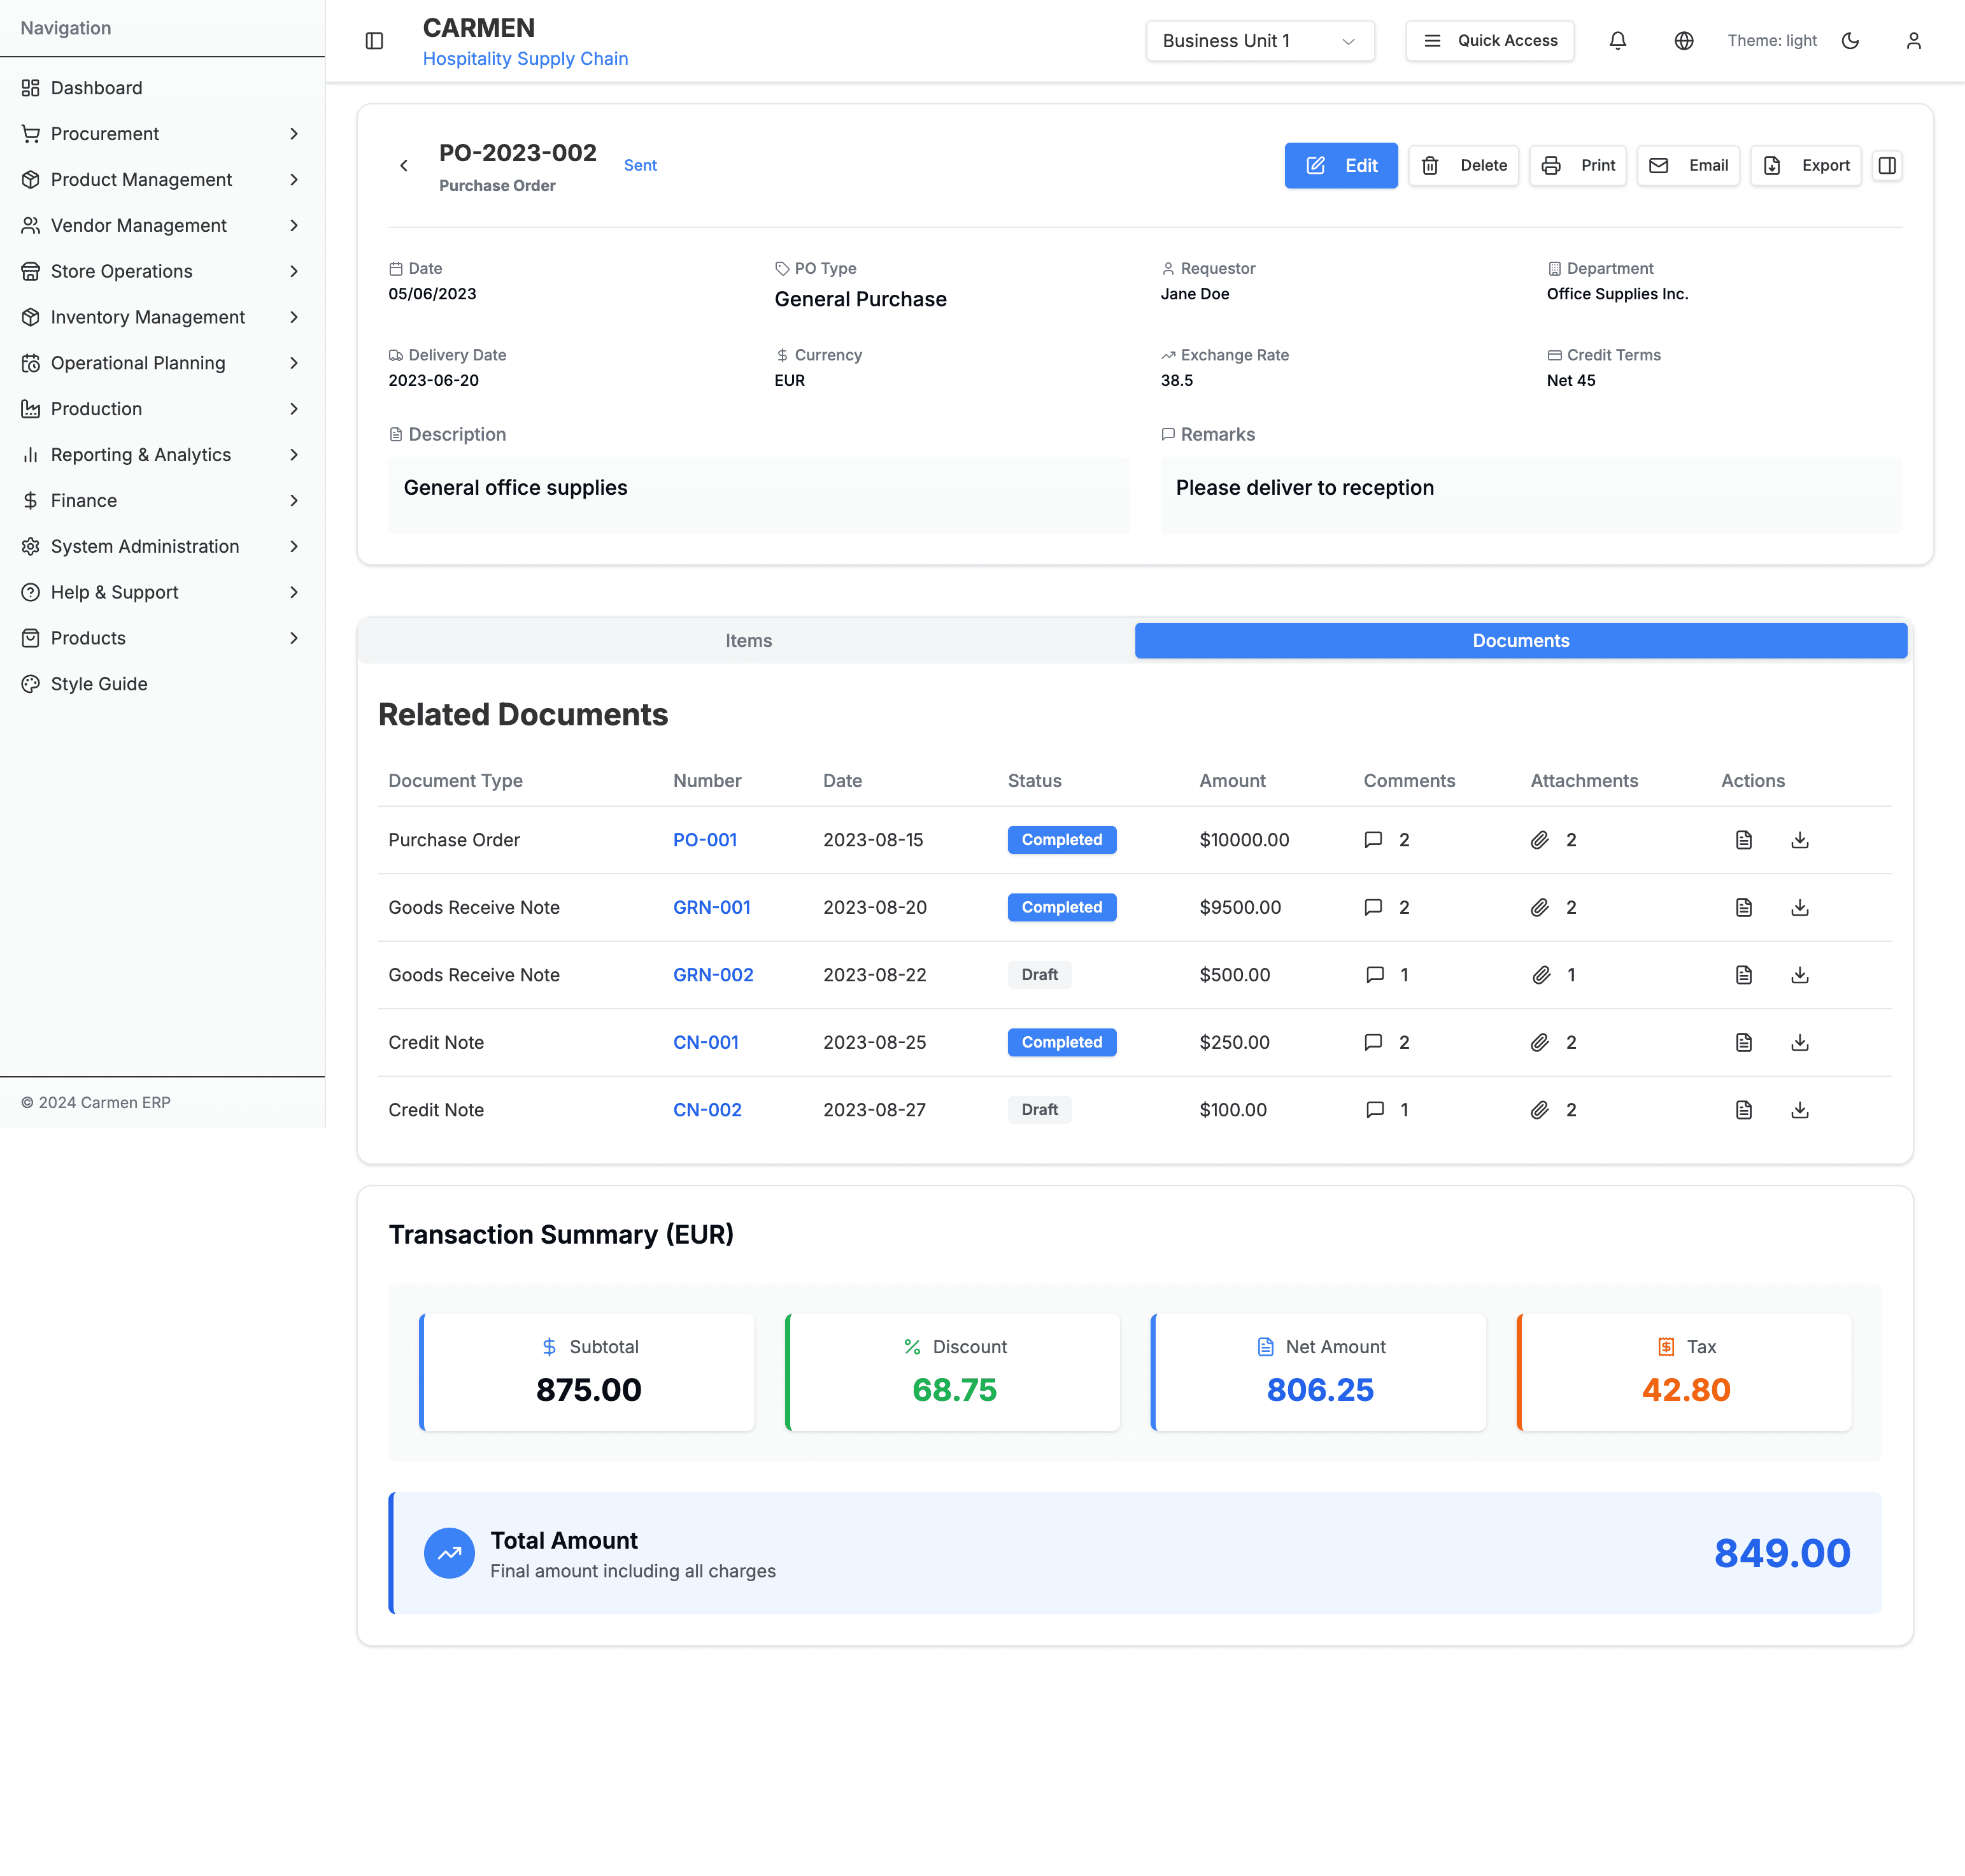 Navigation
Dashboard
Procurement
Product Management
Vendor Management
Store Operations
Inventory Management
Operational Planning
Production
Reporting & Analytics
Finance
System Administration
Help & Support
Products
Style Guide
© 2024 Carmen ERP
CARMEN
Hospitality Supply Chain
Business Unit 1
Quick Access
Theme: light
PO-2023-002
Purchase Order
Sent
Edit
Delete
Print
Email
Export
Date
05/06/2023
PO Type
General Purchase
Requestor
Jane Doe
Department
Office Supplies Inc.
Delivery Date
2023-06-20
Currency
EUR
Exchange Rate
38.5
Credit Terms
Net 45
Description
General office supplies
Remarks
Please deliver to reception
Items
Documents
Related Documents
Document Type Number Date Status Amount Comments Attachments Actions
Purchase Order PO-001 2023-08-15 Completed $10000.00 2 2
Goods Receive Note GRN-001 2023-08-20 Completed $9500.00 2 2
Goods Receive Note GRN-002 2023-08-22 Draft $500.00 1 1
Credit Note CN-001 2023-08-25 Completed $250.00 2 2
Credit Note CN-002 2023-08-27 Draft $100.00 1 2
Transaction Summary (EUR)
Subtotal
875.00
Discount
68.75
Net Amount
806.25
Tax
42.80
Total Amount
Final amount including all charges
849.00